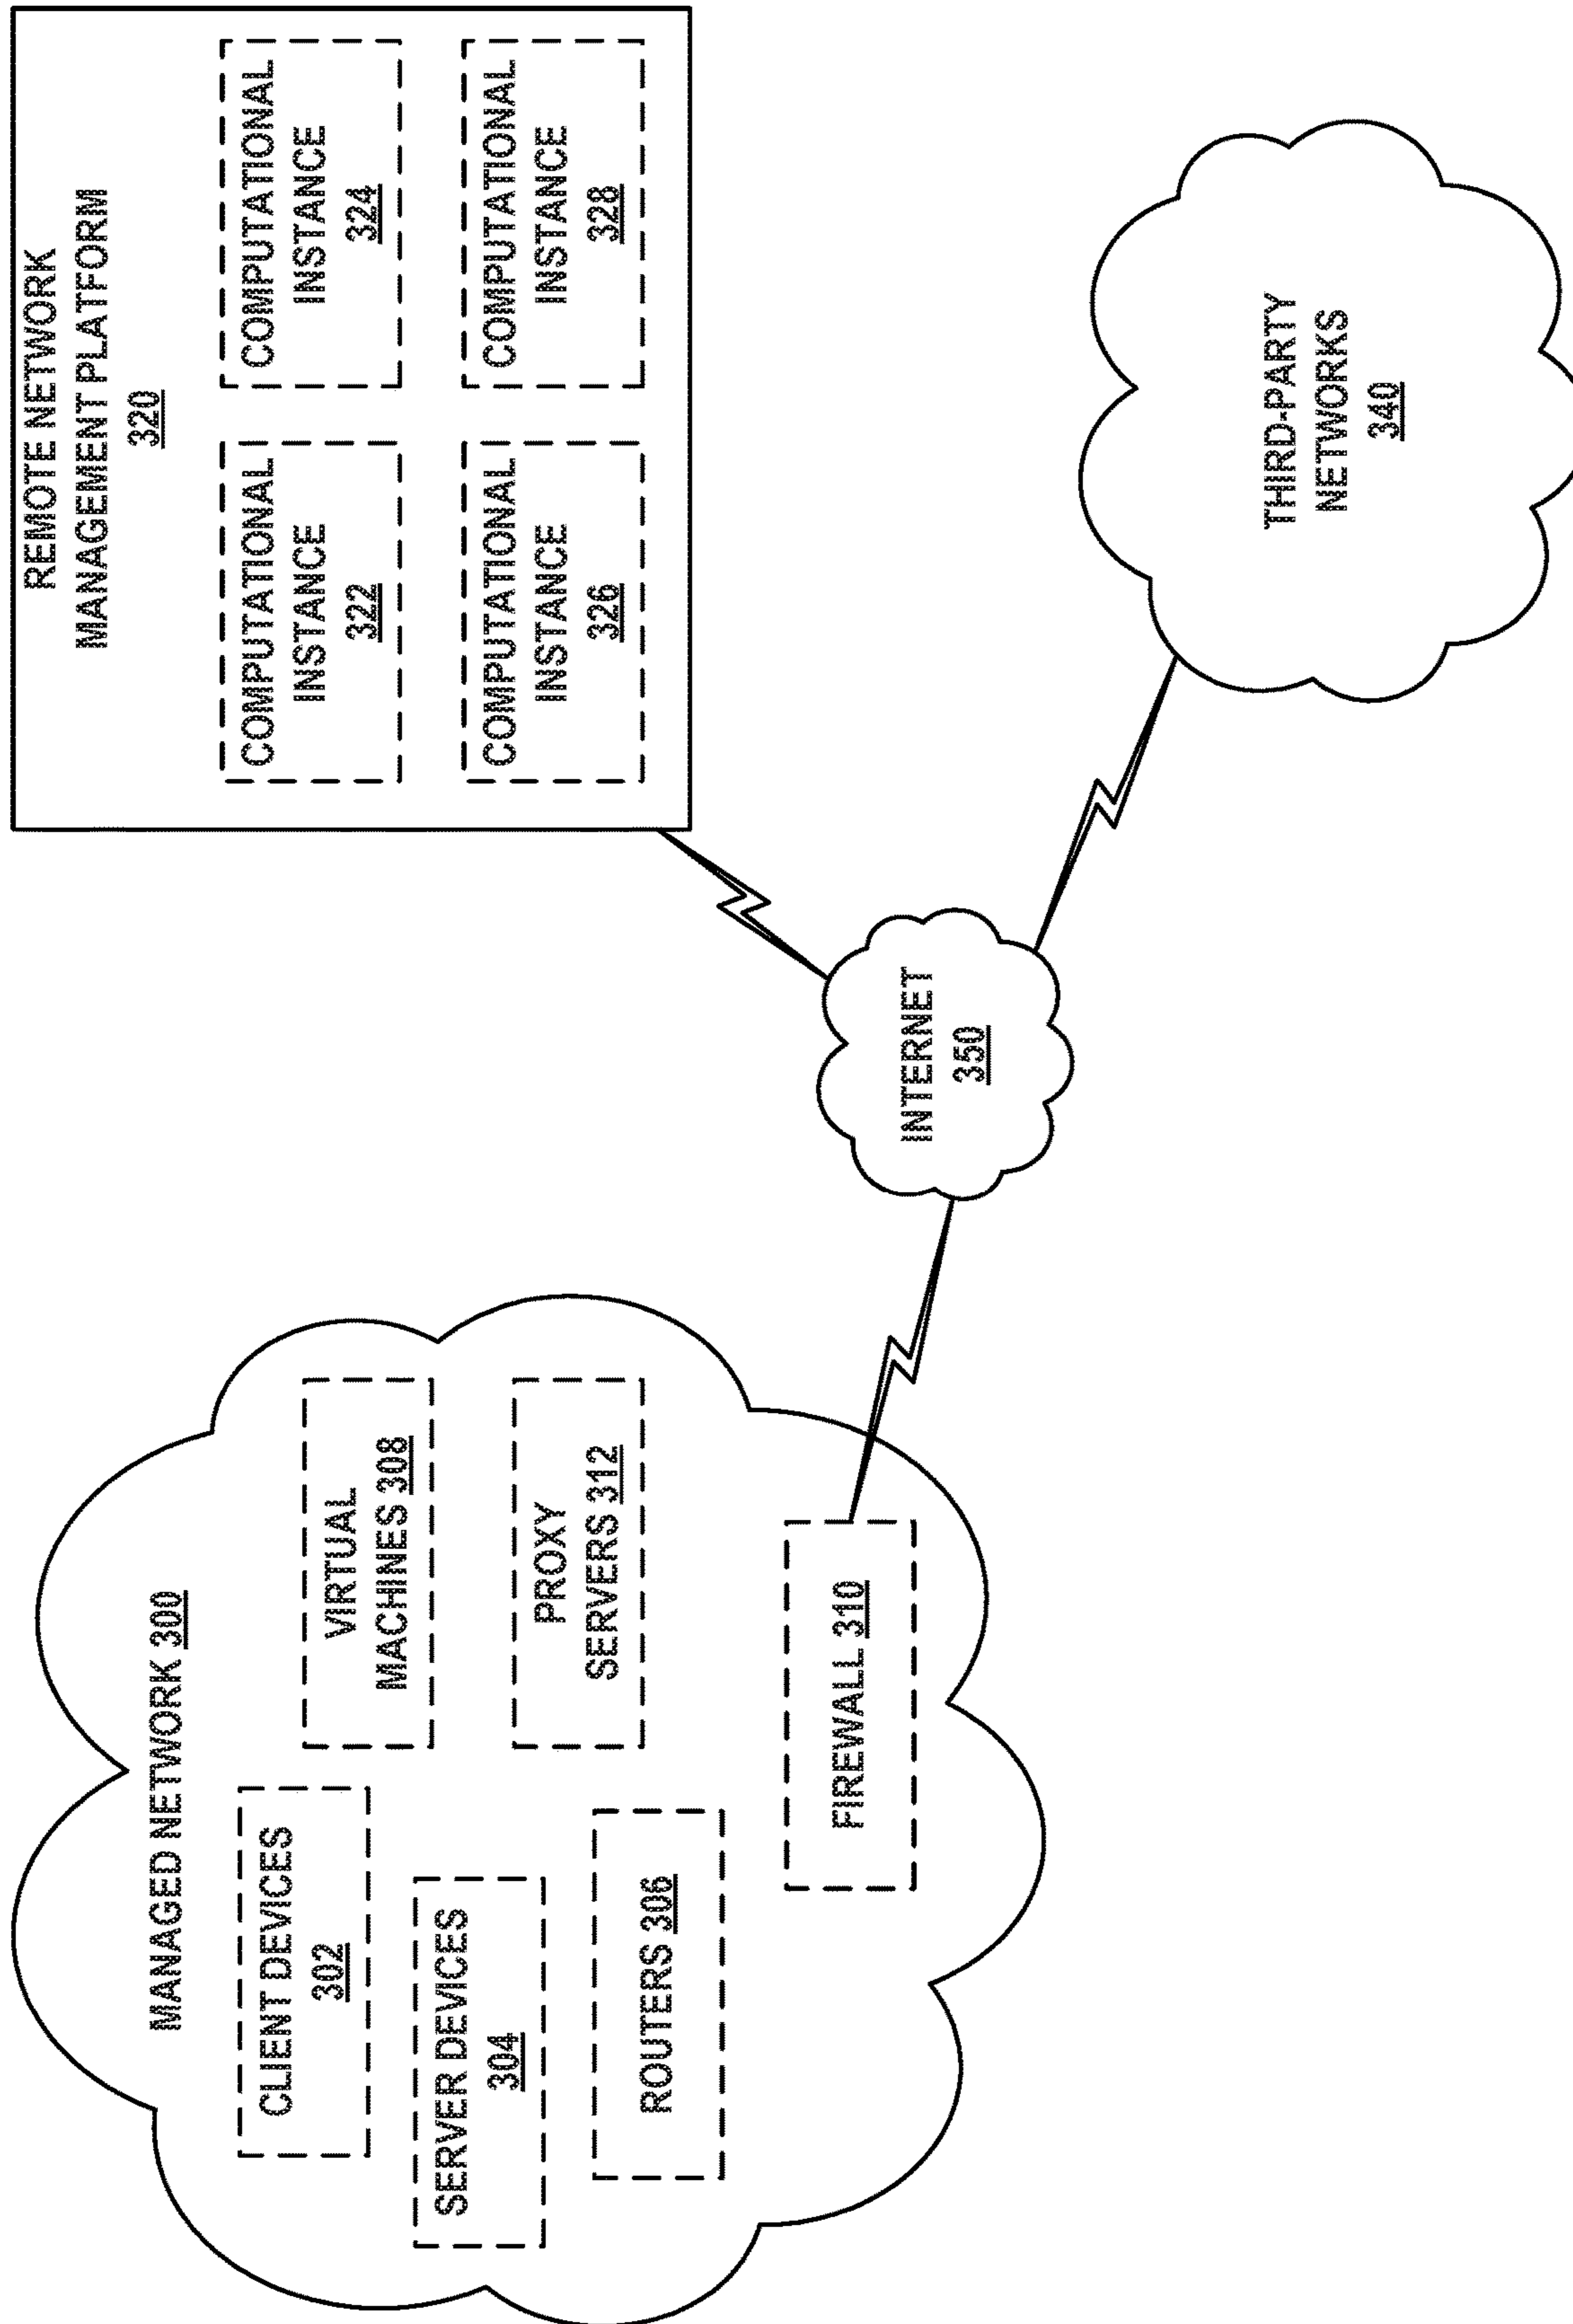 MANAGED NETWORK 300
CLIENT DEVICES
302
SERVER DEVICES
304
ROUTERS 306
VIRTUAL
MACHINES 308
PROXY
SERVERS 312
FIREWALL 310
INTERNET
350
REMOTE NETWORK
MANAGEMENT PLATFORM
320
COMPUTATIONAL
INSTANCE
322
COMPUTATIONAL
INSTANCE
324
COMPUTATIONAL
INSTANCE
326
COMPUTATIONAL
INSTANCE
328
THIRD-PARTY
NETWORKS
340